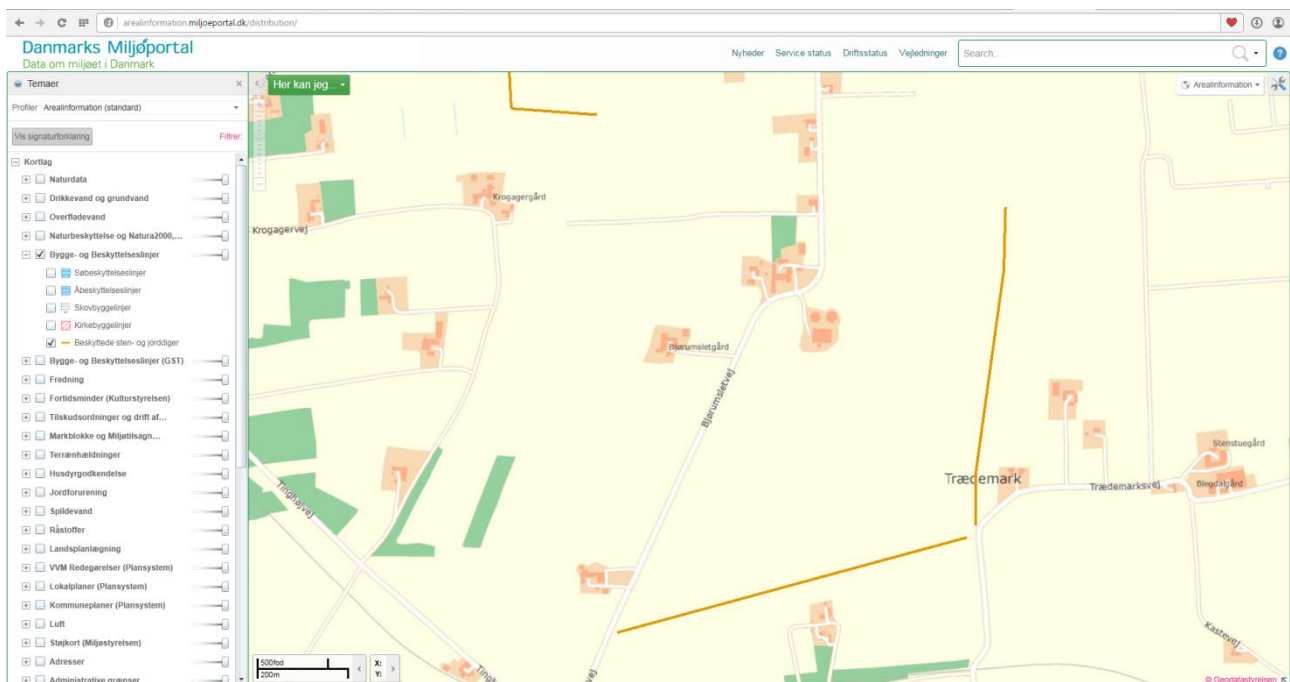 arealinformation.miljoeportal.dk/distribution/
Danmarks Miljøportal
Data om miljøet i Danmark
Nyheder Service status Driftsstatus Vejledninger Search...
Temaer
Her kan jeg...
Arealinformation
Profiler Arealinformation (standard)
Vis signaturforklaring Filtrer:
Kortlag
Naturdata
Drikkevand og grundvand
Overfladevand
Naturbeskyttelse og Natura2000,...
Bygge- og Beskyttelseslinjer
Søbeskyttelseslinjer
Åbeskyttelseslinjer
Skovbyggelinjer
Kirkebyggelinjer
Beskyttede sten- og jorddiger
Bygge- og Beskyttelseslinjer (GST)
Fredning
Fortidsminder (Kulturstyrelsen)
Tilskudsordninger og drift af...
Markblokke og Miljøtilsagn...
Terrænhældninger
Husdyrgodkendelse
Jordforurening
Spildevand
Råstoffer
Landsplanlægning
VVM Redegørelser (Plansystem)
Lokalplaner (Plansystem)
Kommuneplaner (Plansystem)
Luft
Støjkort (Miljøstyrelsen)
Adresser
Administrative grænser
Krogagergård
Krogagervej
Bjørumsletgård
Bjørumsletvej
Tinghøjvej
Trædemark
Trædemarksvej
Stenstuegård
Blegdalgård
Kastevej
500fod
200m
X:
Y:
© Geodatastyrelsen